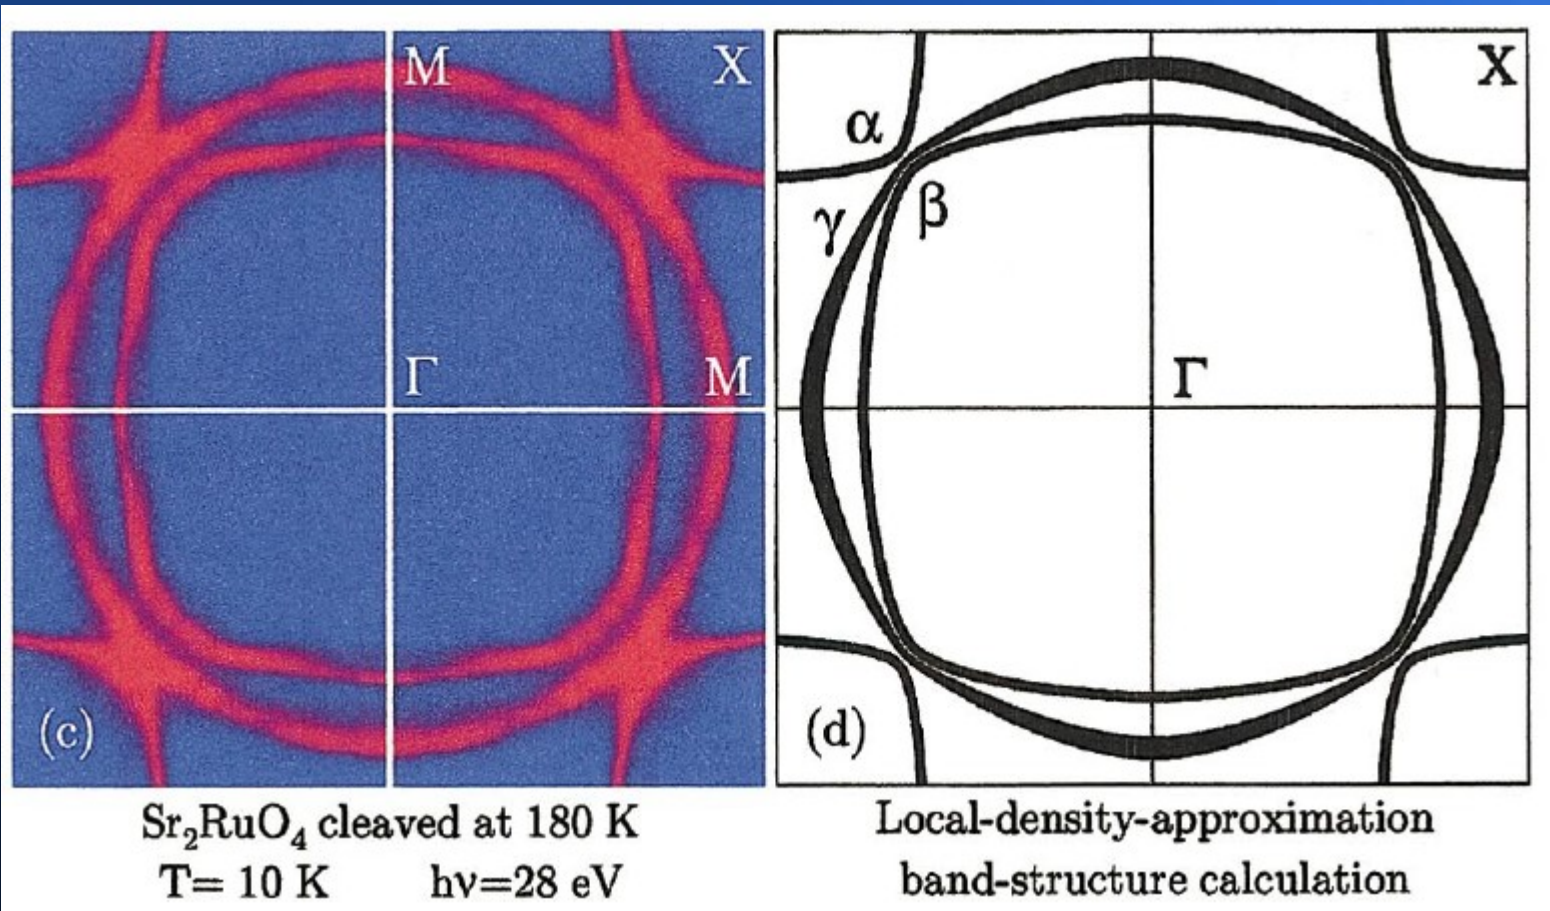 M
X
X
α
γ
β
Γ
M
Γ
(c)
(d)
Sr₂RuO₄ cleaved at 180 K
T= 10 K hν=28 eV
Local-density-approximation
band-structure calculation